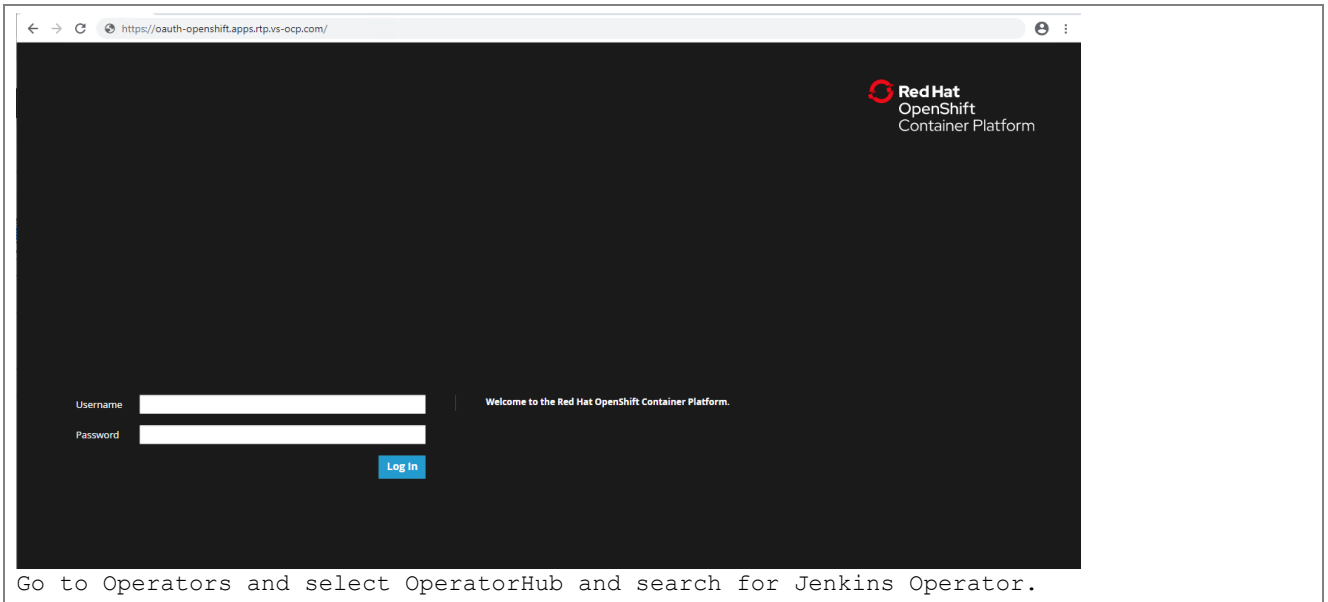 https://oauth-openshift.apps.rtp.vs-ocp.com/
Red Hat
OpenShift
Container Platform
Username
Welcome to the Red Hat OpenShift Container Platform.
Password
Log In
Go to Operators and select OperatorHub and search for Jenkins Operator.